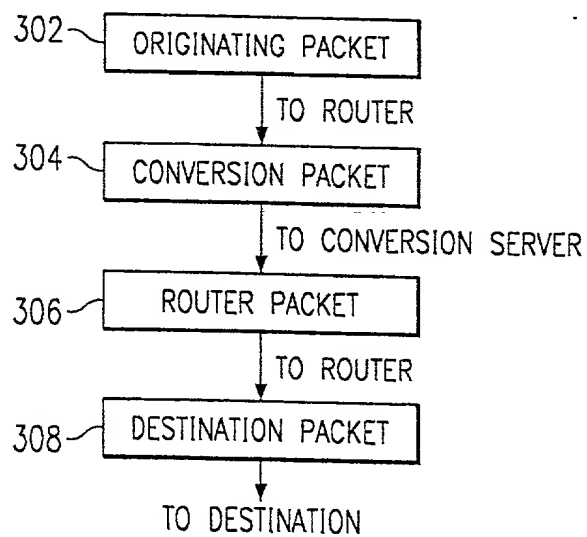 302 ORIGINATING PACKET
TO ROUTER
304 CONVERSION PACKET
TO CONVERSION SERVER
306 ROUTER PACKET
TO ROUTER
308 DESTINATION PACKET
TO DESTINATION